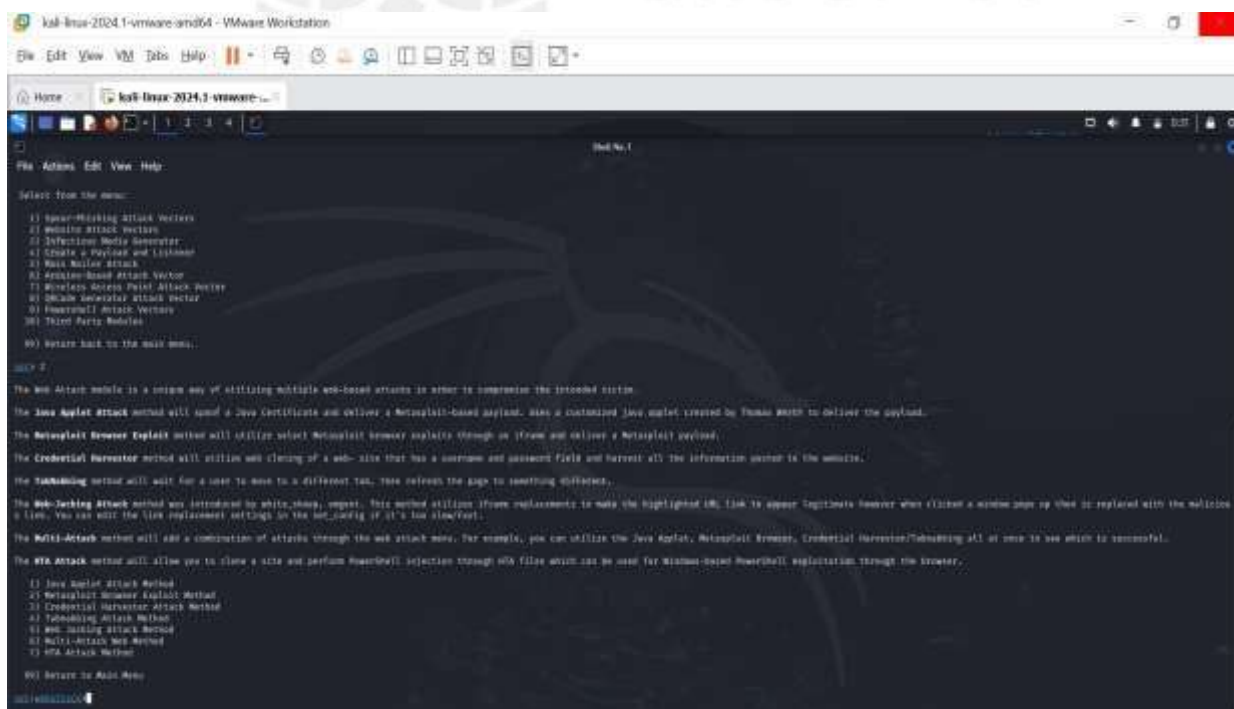 kali-linux-2024.1-vmware-amd64 - VMware Workstation
File Edit View VM Tabs Help
Home kali-linux-2024.1-vmware-...
1 2 3 4
Shell No.1
File Actions Edit View Help
Select from the menu:
1) Spear-Phishing Attack Vectors
2) Website Attack Vectors
3) Infectious Media Generator
4) Create a Payload and Listener
5) Mass Mailer Attack
6) Arduino-Based Attack Vector
7) Wireless Access Point Attack Vector
8) QRCode Generator Attack Vector
9) Powershell Attack Vectors
10) Third Party Modules
99) Return back to the main menu.
set> 2
The Web Attack module is a unique way of utilizing multiple web-based attacks in order to compromise the intended victim.
The Java Applet Attack method will spoof a Java Certificate and deliver a Metasploit-based payload. Uses a customized java applet created by Thomas Werth to deliver the payload.
The Metasploit Browser Exploit method will utilize select Metasploit browser exploits through an iframe and deliver a Metasploit payload.
The Credential Harvester method will utilize web cloning of a web- site that has a username and password field and harvest all the information posted to the website.
The TabNabbing method will wait for a user to move to a different tab, then refresh the page to something different.
The Web-Jacking Attack method was introduced by white_sheep, emgent. This method utilizes iframe replacements to make the highlighted URL link to appear legitimate however when clicked a window pops up then is replaced with the maliciou
s link. You can edit the link replacement settings in the set_config if it's too slow/fast.
The Multi-Attack method will add a combination of attacks through the web attack menu. For example, you can utilize the Java Applet, Metasploit Browser, Credential Harvester/Tabnabbing all at once to see which is successful.
The HTA Attack method will allow you to clone a site and perform PowerShell injection through HTA files which can be used for Windows-based PowerShell exploitation through the browser.
1) Java Applet Attack Method
2) Metasploit Browser Exploit Method
3) Credential Harvester Attack Method
4) Tabnabbing Attack Method
5) Web Jacking Attack Method
6) Multi-Attack Web Method
7) HTA Attack Method
99) Return to Main Menu
set:webattack>